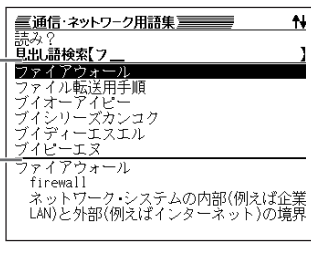 通信･ネットワーク用語集
読み？
見出し語検索【フ＿ 】
ファイアウォール
ファイル転送用手順
ブイオーアイピー
ブイシリーズカンコク
ブイディーエスエル
ブイピーエヌ
ファイアウォール
firewall
ネットワーク･システムの内部(例えば企業
LAN)と外部(例えばインターネット)の境界